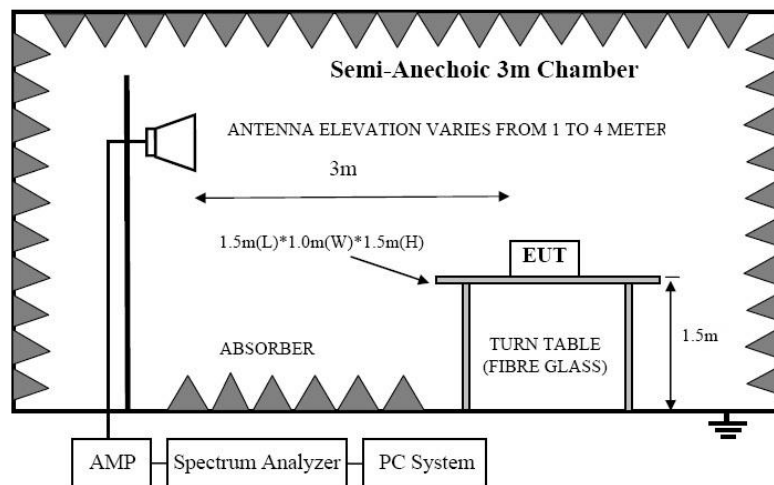 Semi-Anechoic 3m Chamber
ANTENNA ELEVATION VARIES FROM 1 TO 4 METER
3m
1.5m(L)*1.0m(W)*1.5m(H)
EUT
1.5m
ABSORBER
TURN TABLE
(FIBRE GLASS)
AMP
Spectrum Analyzer
PC System